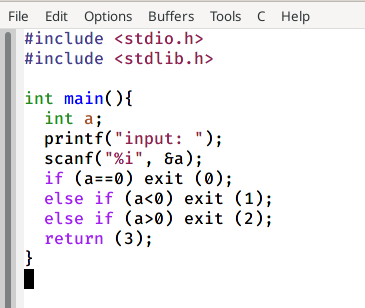 File Edit Options Buffers Tools C Help
#include <stdio.h>
#include <stdlib.h>

int main(){
  int a;
  printf("input: ");
  scanf("%i", &a);
  if (a==0) exit (0);
  else if (a<0) exit (1);
  else if (a>0) exit (2);
  return (3);
}